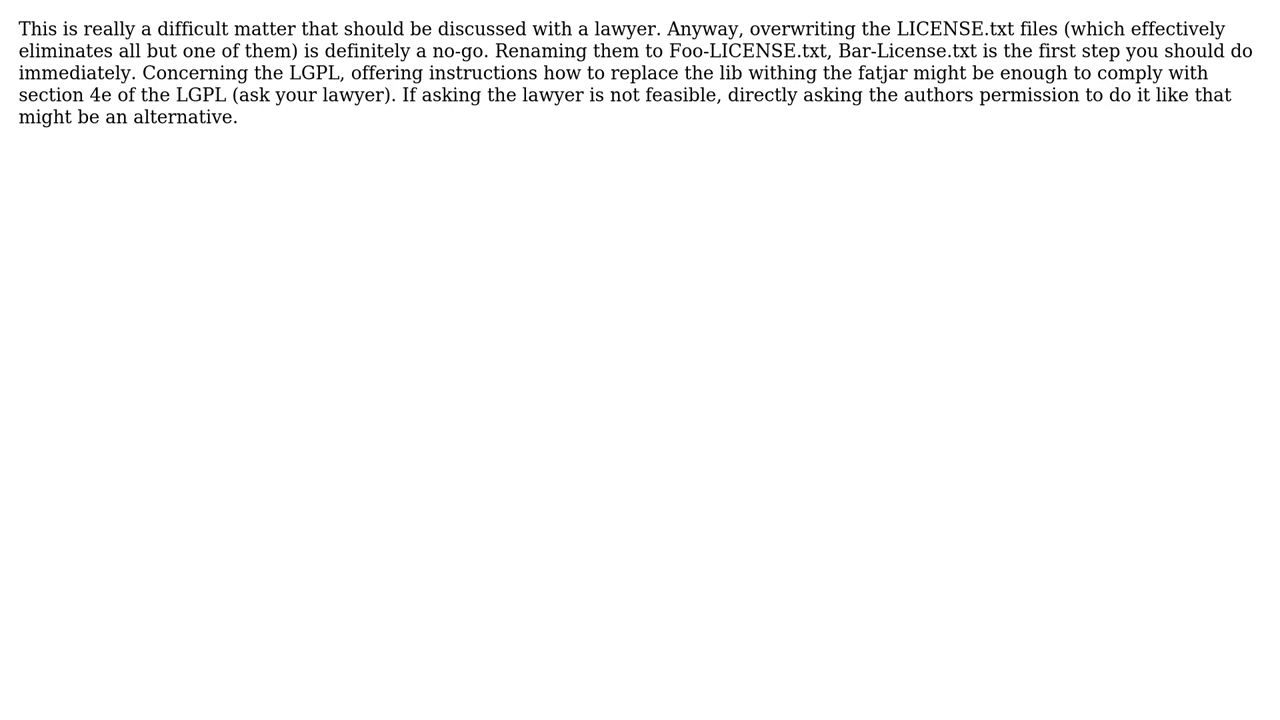 This is really a difficult matter that should be discussed with a lawyer. Anyway, overwriting the LICENSE.txt files (which effectively
eliminates all but one of them) is definitely a no-go. Renaming them to Foo-LICENSE.txt, Bar-License.txt is the first step you should do
immediately. Concerning the LGPL, offering instructions how to replace the lib withing the fatjar might be enough to comply with
section 4e of the LGPL (ask your lawyer). If asking the lawyer is not feasible, directly asking the authors permission to do it like that
might be an alternative.